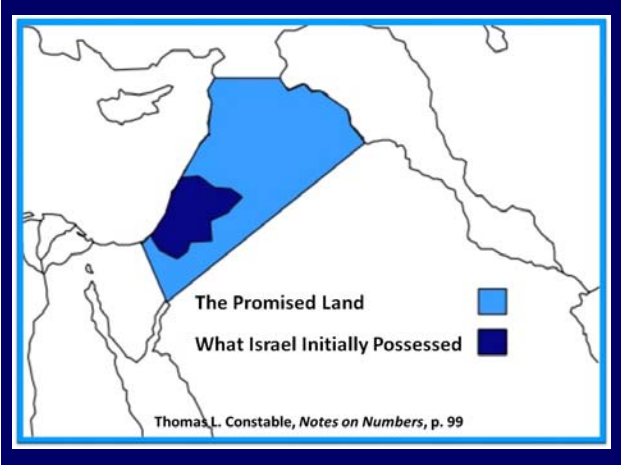 The Promised Land
What Israel Initially Possessed
Thomas L. Constable, Notes on Numbers, p. 99